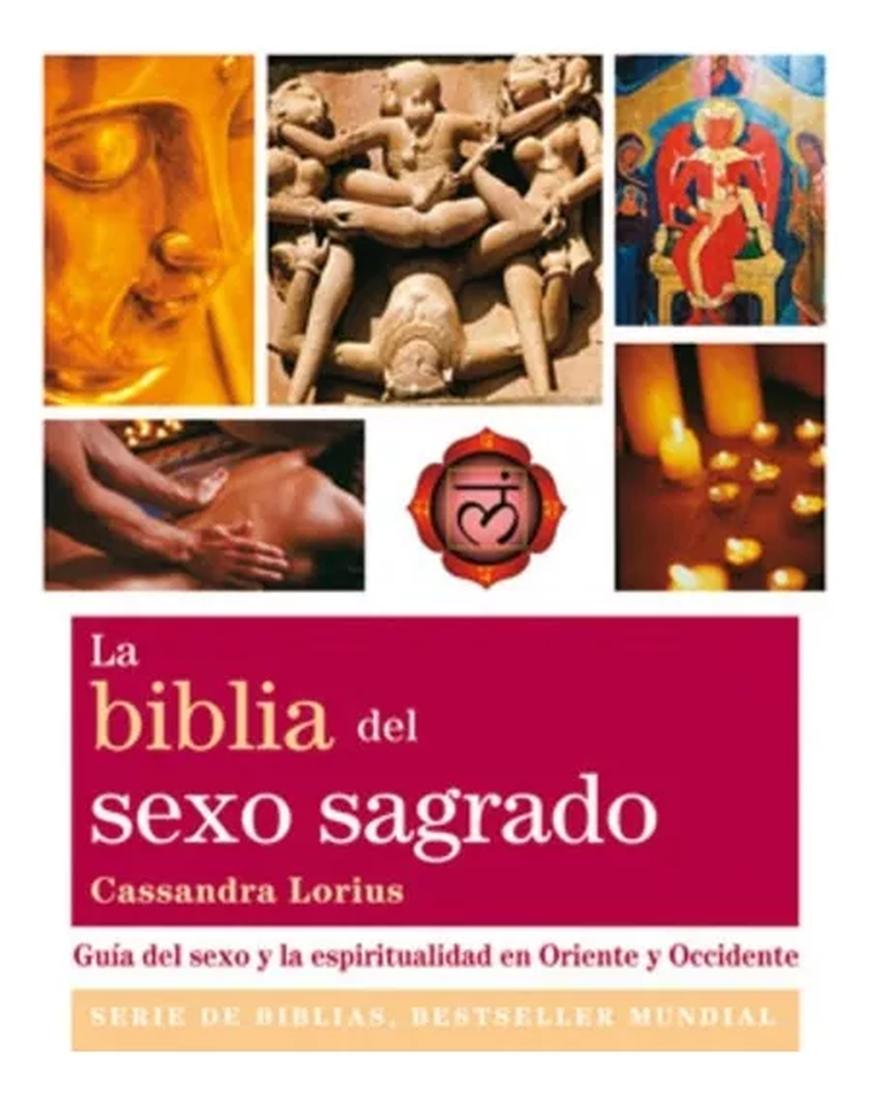 लं
La
biblia del
sexo sagrado
Cassandra Lorius
Guía del sexo y la espiritualidad en Oriente y Occidente
SERIE DE BIBLIAS, BESTSELLER MUNDIAL